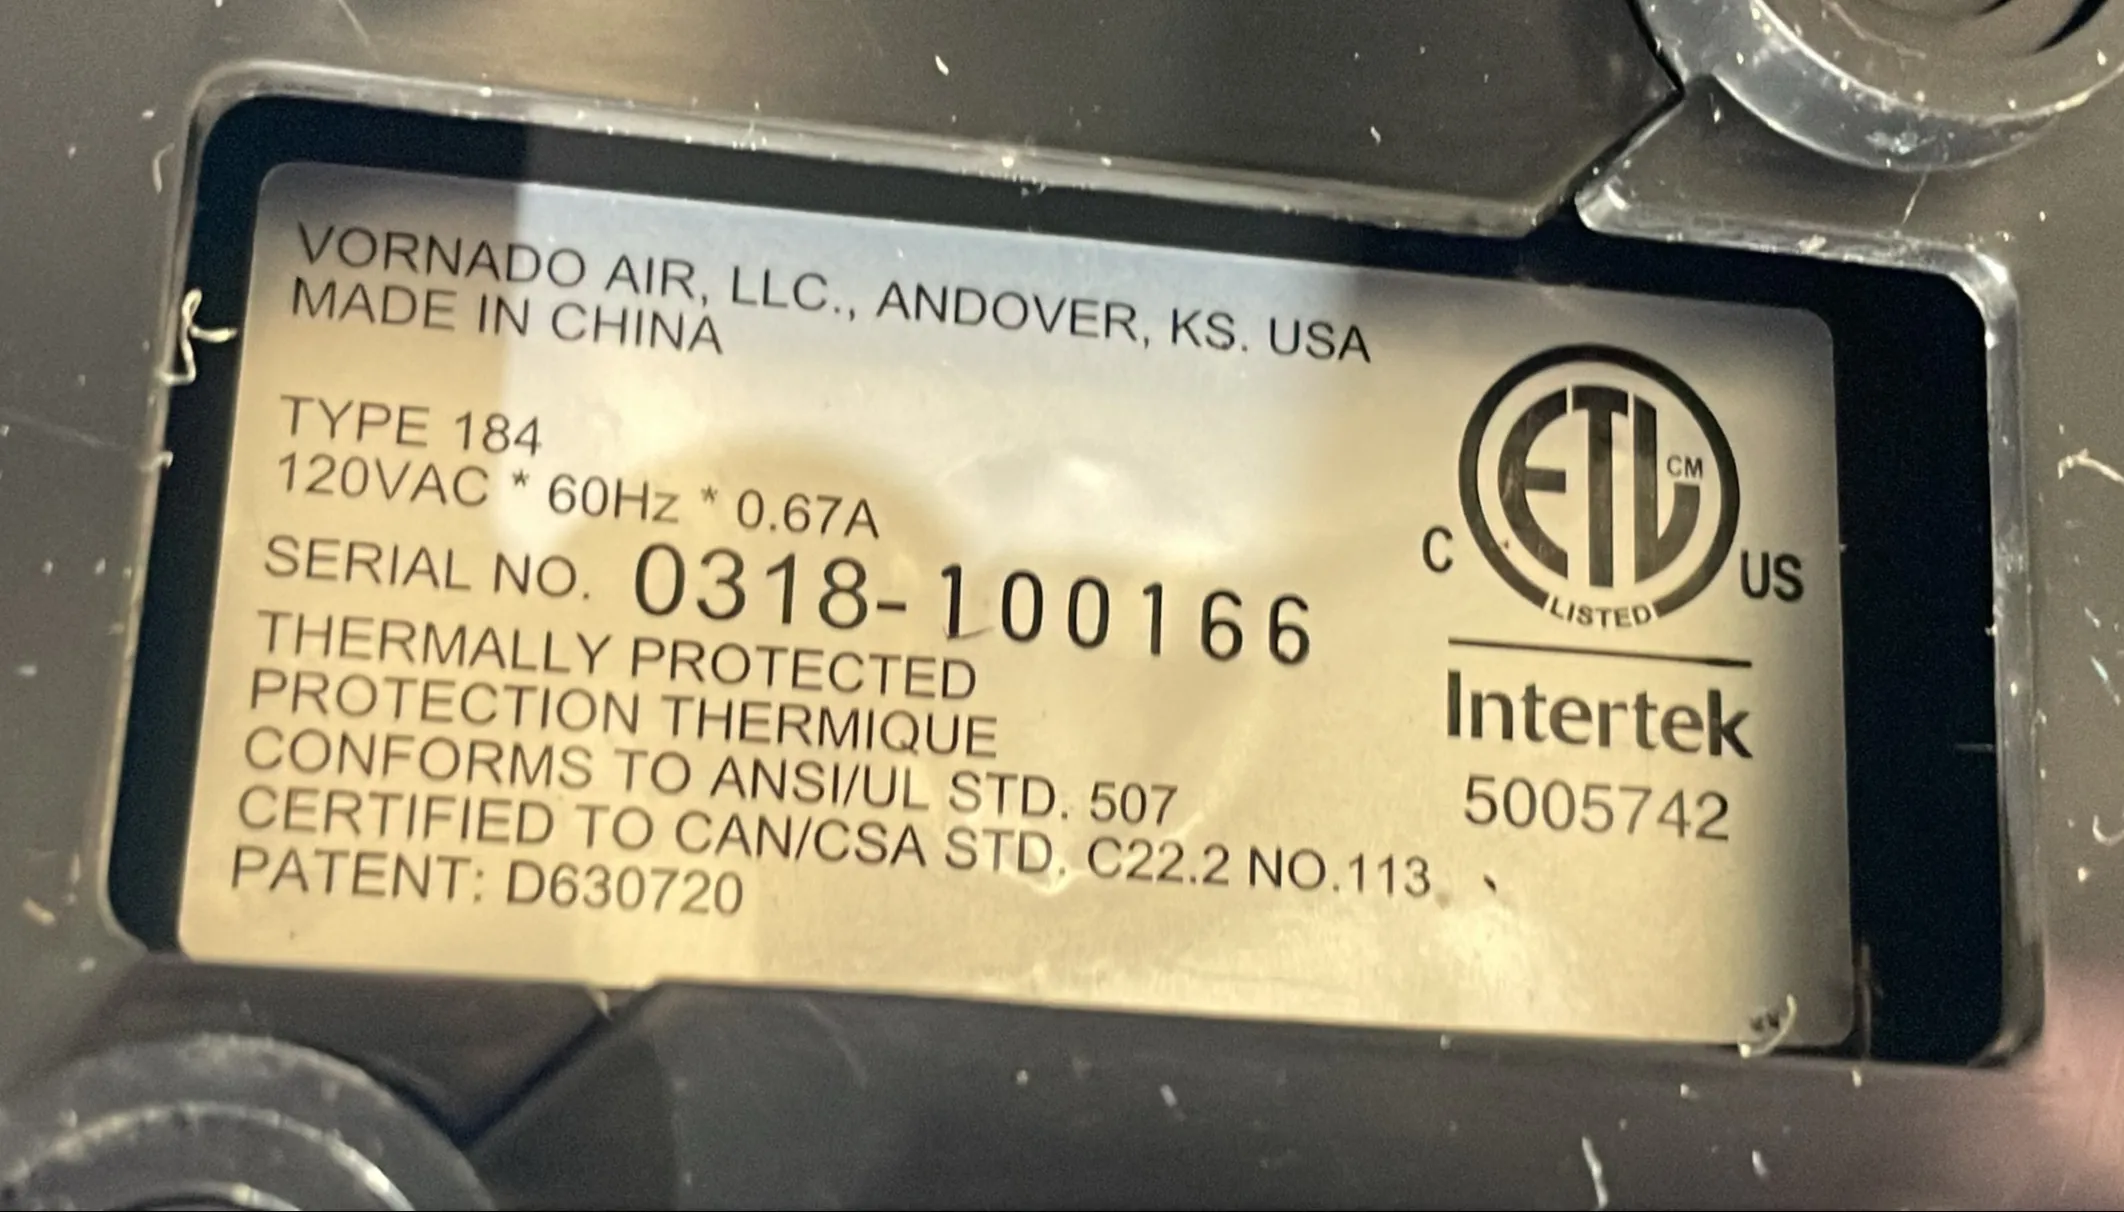 VORNADO AIR, LLC., ANDOVER, KS. USA
MADE IN CHINA
TYPE 184
120VAC * 60Hz * 0.67A
SERIAL NO. 0318-100166
THERMALLY PROTECTED
PROTECTION THERMIQUE
CONFORMS TO ANSI/UL STD. 507
CERTIFIED TO CAN/CSA STD. C22.2 NO.113
PATENT: D630720
ETL CM
C US
LISTED
Intertek
5005742